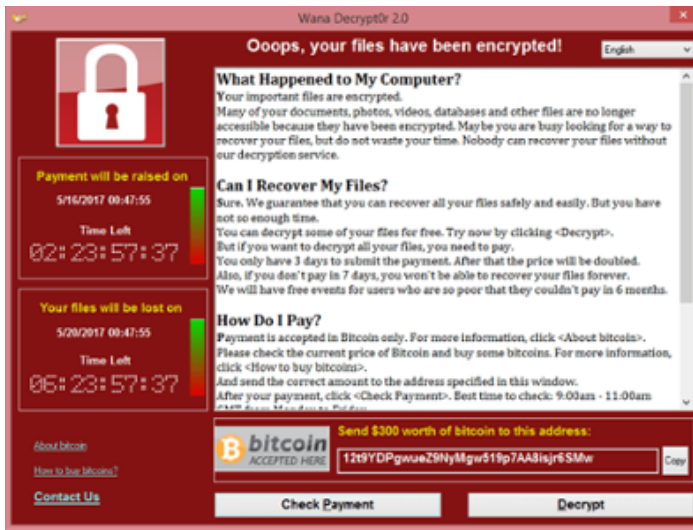 Wana Decrypt0r 2.0
Ooops, your files have been encrypted!
English
What Happened to My Computer?
Your important files are encrypted.
Many of your documents, photos, videos, databases and other files are no longer
accessible because they have been encrypted. Maybe you are busy looking for a way to
recover your files, but do not waste your time. Nobody can recover your files without
our decryption service.
Can I Recover My Files?
Sure. We guarantee that you can recover all your files safely and easily. But you have
not so enough time.
You can decrypt some of your files for free. Try now by clicking <Decrypt>.
But if you want to decrypt all your files, you need to pay.
You only have 3 days to submit the payment. After that the price will be doubled.
Also, if you don't pay in 7 days, you won't be able to recover your files forever.
We will have free events for users who are so poor that they couldn't pay in 6 months.
How Do I Pay?
Payment is accepted in Bitcoin only. For more information, click <About bitcoin>.
Please check the current price of Bitcoin and buy some bitcoins. For more information,
click <How to buy bitcoins>.
And send the correct amount to the address specified in this window.
After your payment, click <Check Payment>. Best time to check: 9:00am - 11:00am
GMT from Monday to Friday.
Payment will be raised on
5/16/2017 00:47:55
Time Left
02:23:57:37
Your files will be lost on
5/20/2017 00:47:55
Time Left
06:23:57:37
About bitcoin
How to buy bitcoins?
Contact Us
bitcoin
ACCEPTED HERE
Send $300 worth of bitcoin to this address:
12t9YDPgwueZ9NyMgw519p7AA8isjr6SMw
Copy
Check Payment
Decrypt